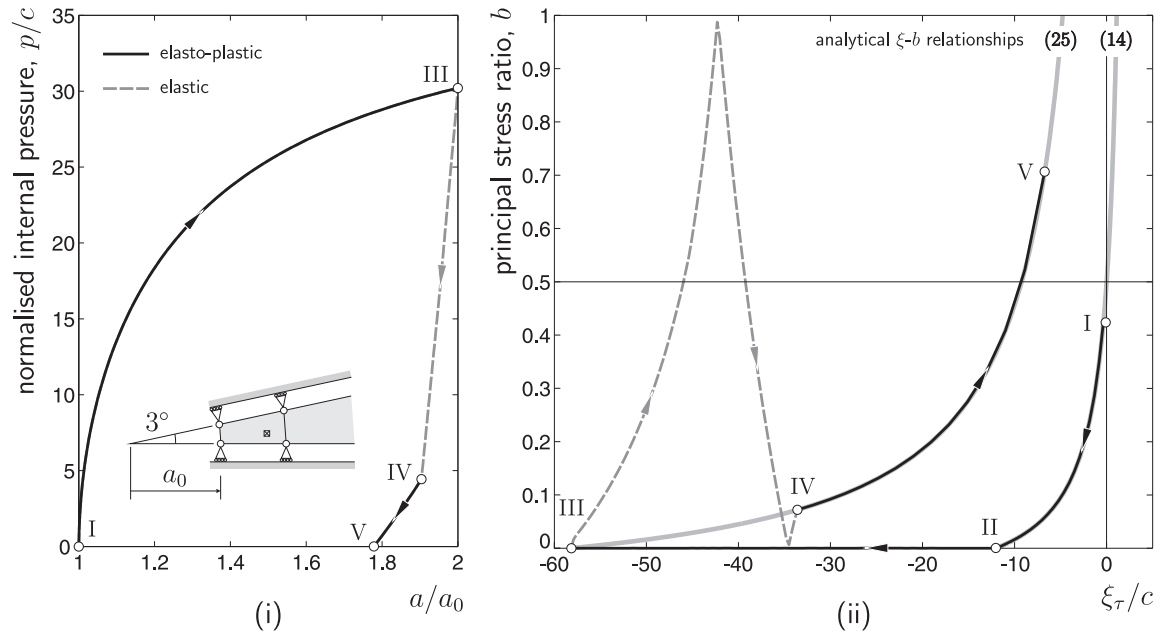 normalised internal pressure, p/c
35
30
25
20
15
10
5
0
elasto-plastic
elastic
III
IV
V
I
3°
a₀
1
1.2
1.4
1.6
1.8
2
a/a₀
(i)
principal stress ratio, b
1
0.9
0.8
0.7
0.6
0.5
0.4
0.3
0.2
0.1
0
analytical ξ-b relationships (25) (14)
V
I
IV
III
II
-60
-50
-40
-30
-20
-10
0
ξτ/c
(ii)